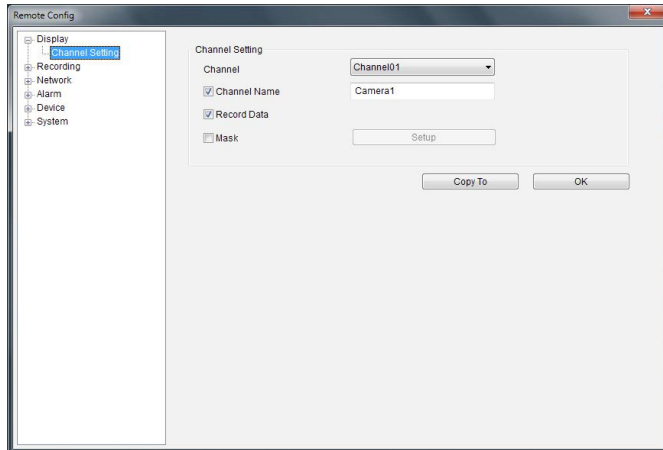 Remote Config
Display
Channel Setting
Recording
Network
Alarm
Device
System
Channel Setting
Channel
Channel01
Channel Name
Camera1
Record Data
Mask
Setup
Copy To
OK